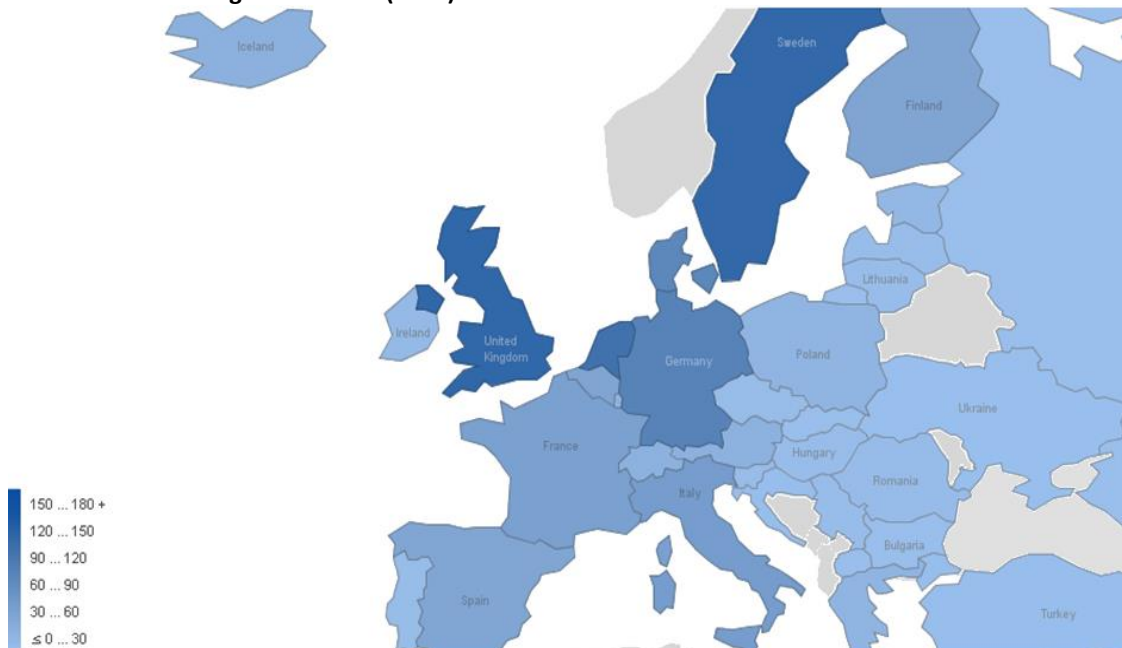 Iceland
Sweden
Finland
Lithuania
Ireland
United
Kingdom
Germany
Poland
Ukraine
France
Hungary
Romania
Italy
Bulgaria
Spain
Turkey
150 ... 180 +
120 ... 150
90 ... 120
60 ... 90
30 ... 60
≤ 0 ... 30